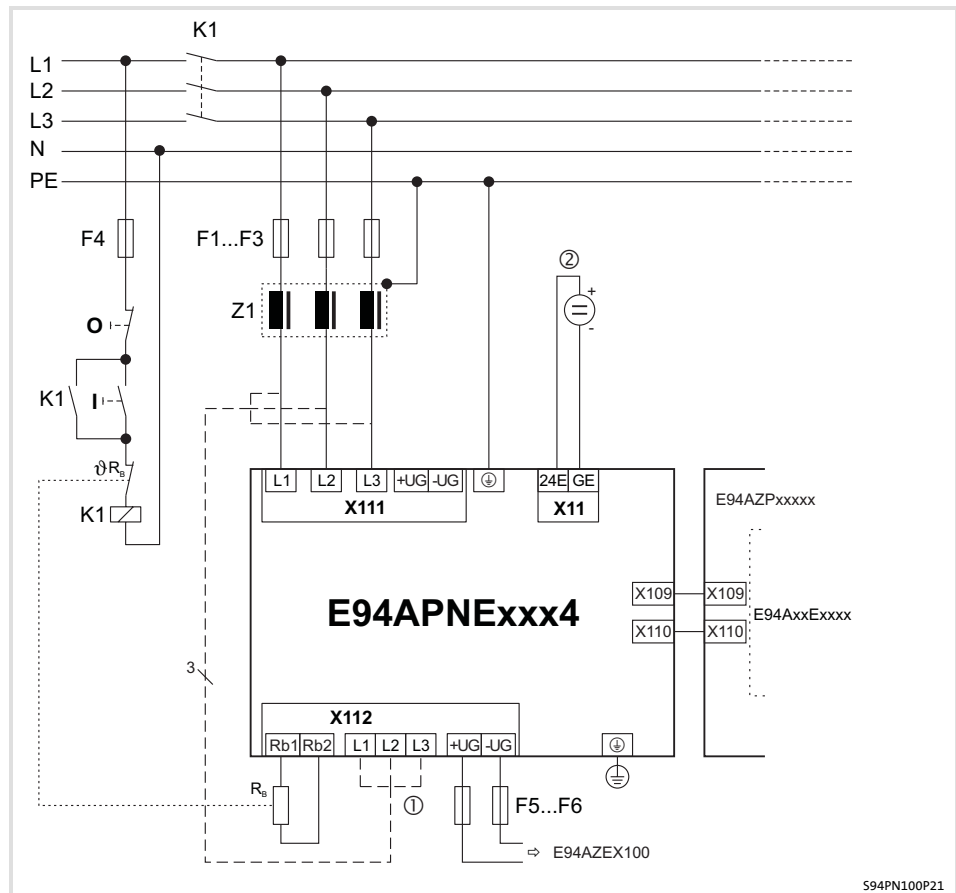 K1
L1
L2
L3
N
PE
F4
F1...F3
②
+
-
Z1
O
K1
I
ϑRB
K1
L1 L2 L3 +UG -UG
X111
24E GE
X11
E94AZPxxxxx
E94APNExxx4
X109 X109
E94AxxExxxx
X110 X110
3
X112
Rb1 Rb2 L1 L2 L3 +UG -UG
RB
①
F5...F6
⇨ E94AZEX100
S94PN100P21